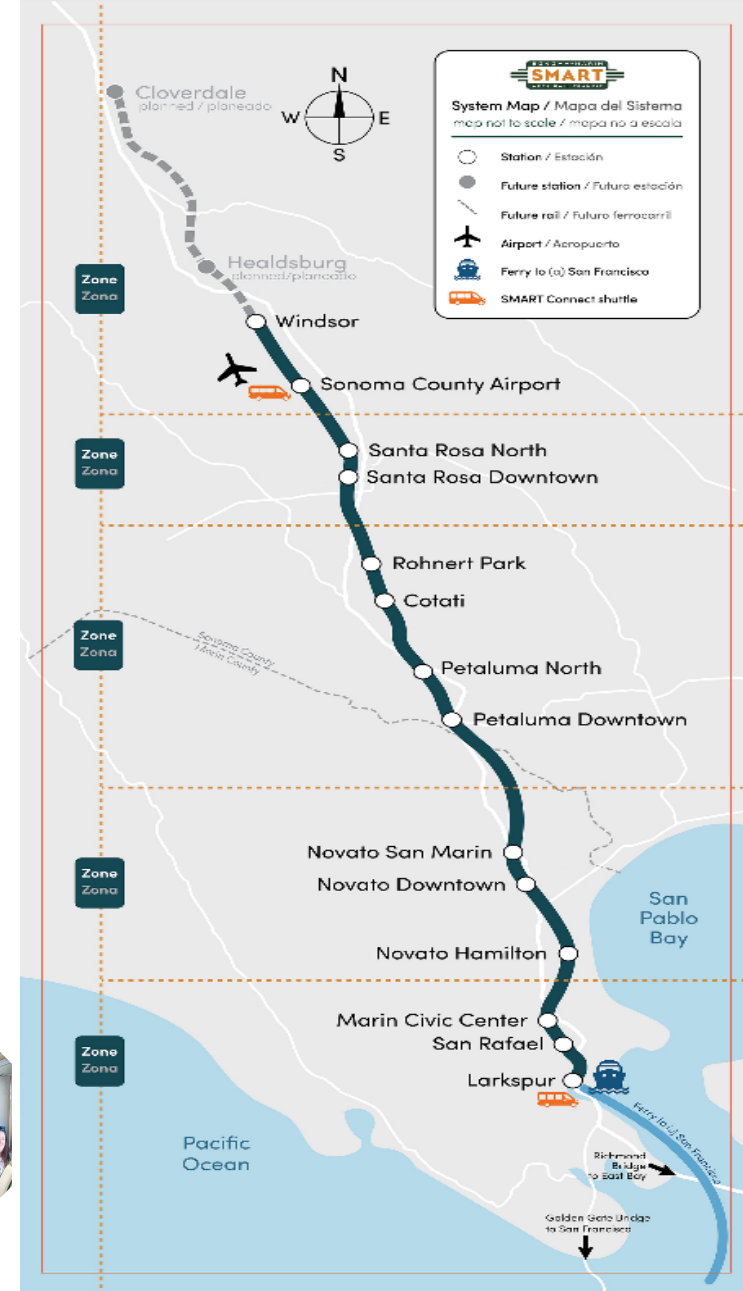 SMART
System Map / Mapa del Sistema
map not to scale / mapa no a escala
Station / Estación
Future station / Futura estación
Future rail / Futuro ferrocarril
Airport / Aeropuerto
Ferry to (a) San Francisco
SMART Connect shuttle
N
W E
S
Cloverdale
planned / planeado
Healdsburg
planned/planeado
Zone
Zona
Windsor
Sonoma County Airport
Zone
Zona
Santa Rosa North
Santa Rosa Downtown
Rohnert Park
Cotati
Zone
Zona
Sonoma County
Marin County
Petaluma North
Petaluma Downtown
Novato San Marin
Zone
Zona
Novato Downtown
San
Pablo
Bay
Novato Hamilton
Marin Civic Center
San Rafael
Zone
Zona
Larkspur
Ferry to (a) San Francisco
Pacific
Ocean
Richmond
Bridge
to East Bay
Golden Gate Bridge
to San Francisco